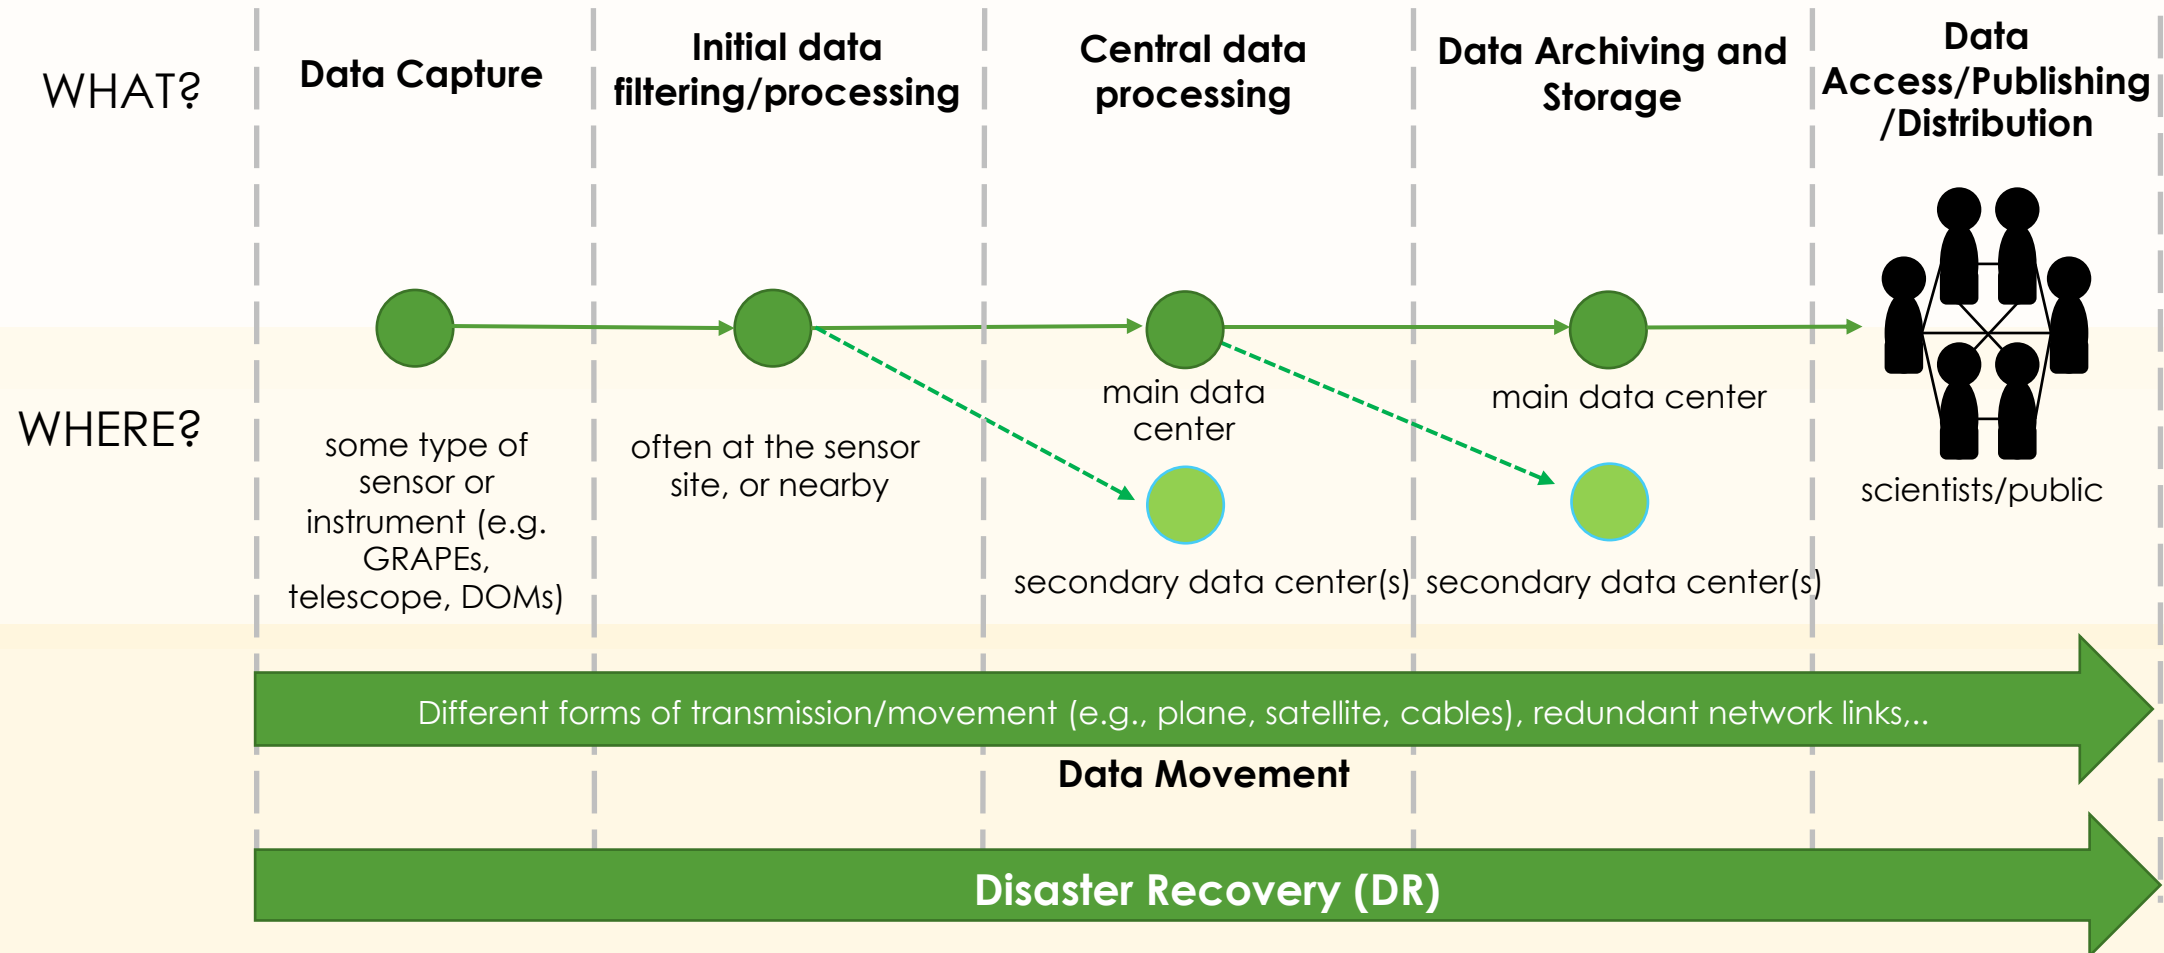 WHAT?
Data Capture
Initial data
filtering/processing
Central data
processing
Data Archiving and
Storage
Data
Access/Publishing
/Distribution
WHERE?
some type of
sensor or
instrument (e.g.
GRAPEs,
telescope, DOMs)
often at the sensor
site, or nearby
main data
center
secondary data center(s)
main data center
secondary data center(s)
scientists/public
Different forms of transmission/movement (e.g., plane, satellite, cables), redundant network links,..
Data Movement
Disaster Recovery (DR)